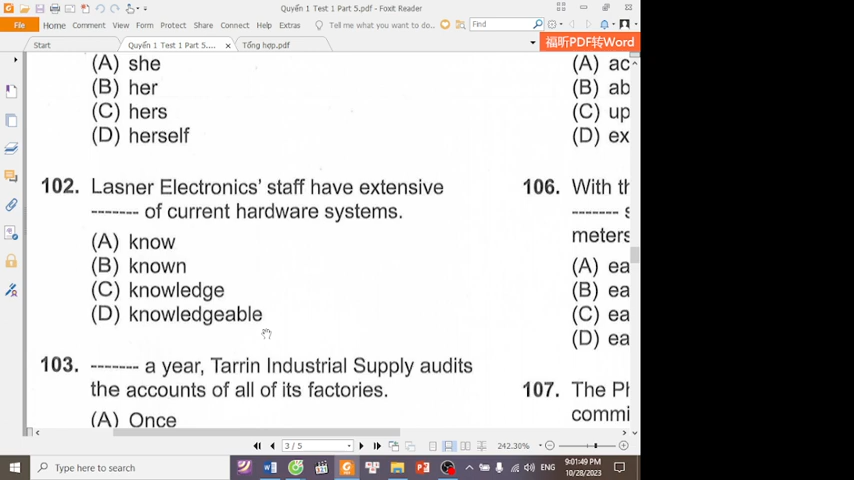 Quyển 1 Test 1 Part 5.pdf - Foxit Reader
File Home Comment View Form Protect Share Connect Help Extras Tell me what you want to do.. Find
Start Quyển 1 Test 1 Part 5.... Tổng hợp.pdf
福昕PDF转Word
(A) she
(B) her
(C) hers
(D) herself
102. Lasner Electronics' staff have extensive
------- of current hardware systems.
(A) know
(B) known
(C) knowledge
(D) knowledgeable
103. ------- a year, Tarrin Industrial Supply audits
the accounts of all of its factories.
(A) Once
(A) ac
(B) ab
(C) up
(D) ex
106. With th
------- s
meters
(A) ea
(B) ea
(C) ea
(D) ea
107. The Ph
commi
3 / 5 242.30%
Type here to search
ENG
9:01:49 PM
10/28/2023